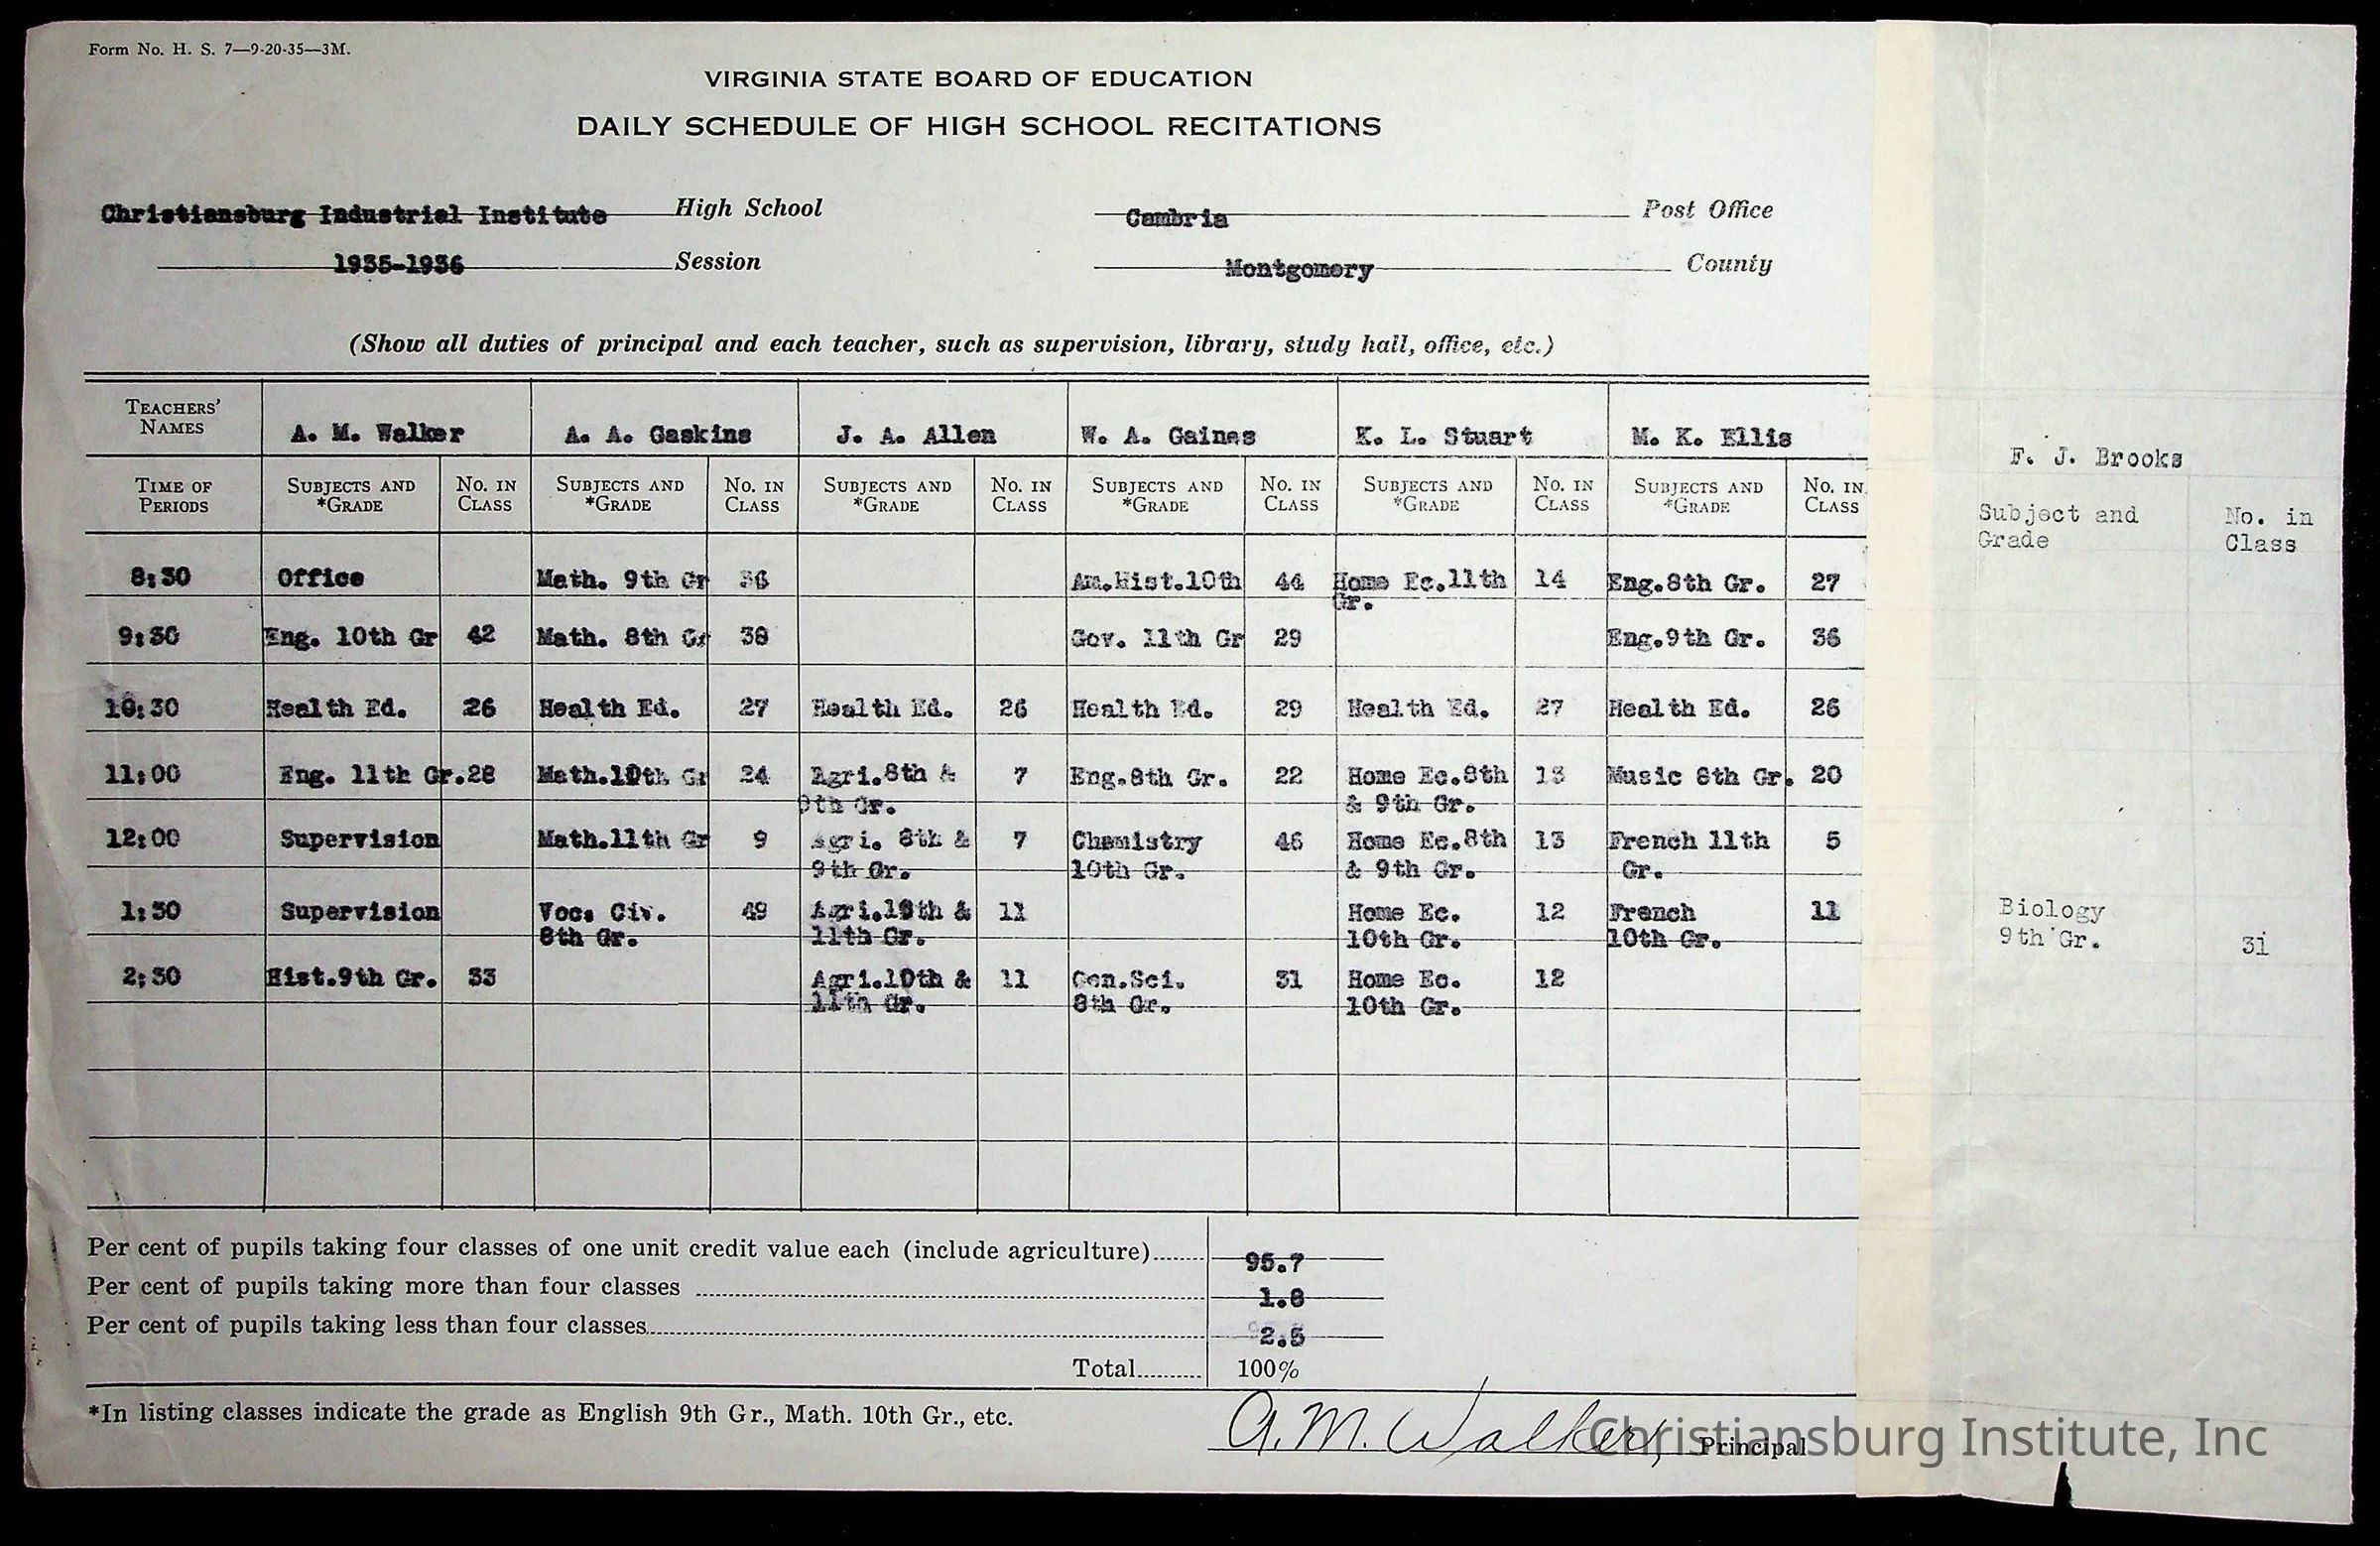 Form No. H. S. 7—9-20-35—3M.
VIRGINIA STATE BOARD OF EDUCATION
DAILY SCHEDULE OF HIGH SCHOOL RECITATIONS
Christiansburg Industrial Institute High School Cambria Post Office
1935-1936 Session Montgomery County
(Show all duties of principal and each teacher, such as supervision, library, study hall, office, etc.)
TEACHERS' NAMES A. M. Walker A. A. Gaskins J. A. Allen W. A. Gaines K. L. Stuart M. K. Ellis F. J. Brooks
TIME OF PERIODS SUBJECTS AND *GRADE NO. IN CLASS SUBJECTS AND *GRADE NO. IN CLASS SUBJECTS AND *GRADE NO. IN CLASS SUBJECTS AND *GRADE NO. IN CLASS SUBJECTS AND *GRADE NO. IN CLASS SUBJECTS AND *GRADE NO. IN CLASS Subject and Grade No. in Class
8:30 Office Math. 9th Gr 36 Am.Hist.10th 44 Home Ec.11th Gr. 14 Eng.8th Gr. 27
9:30 Eng. 10th Gr 42 Math. 8th Gr 38 Gov. 11th Gr 29 Eng.9th Gr. 36
10:30 Health Ed. 26 Health Ed. 27 Health Ed. 26 Health Ed. 29 Health Ed. 27 Health Ed. 26
11:00 Eng. 11th Gr.28 Math.10th Gr 24 Agri.8th & 9th Gr. 7 Eng.8th Gr. 22 Home Ec.8th & 9th Gr. 13 Music 8th Gr. 20
12:00 Supervision Math.11th Gr 9 Agri. 8th & 9th Gr. 7 Chemistry 10th Gr. 46 Home Ec.8th & 9th Gr. 13 French 11th Gr. 5
1:30 Supervision Voc. Civ. 8th Gr. 49 Agri.10th & 11th Gr. 11 Home Ec. 10th Gr. 12 French 10th Gr. 11 Biology 9th Gr. 31
2:30 Hist.9th Gr. 33 Agri.10th & 11th Gr. 11 Gen.Sci. 8th Gr. 31 Home Ec. 10th Gr. 12
Per cent of pupils taking four classes of one unit credit value each (include agriculture) 95.7
Per cent of pupils taking more than four classes 1.8
Per cent of pupils taking less than four classes 2.5
Total 100%
*In listing classes indicate the grade as English 9th Gr., Math. 10th Gr., etc.
A. M. Walker, Principal
Christiansburg Institute, Inc